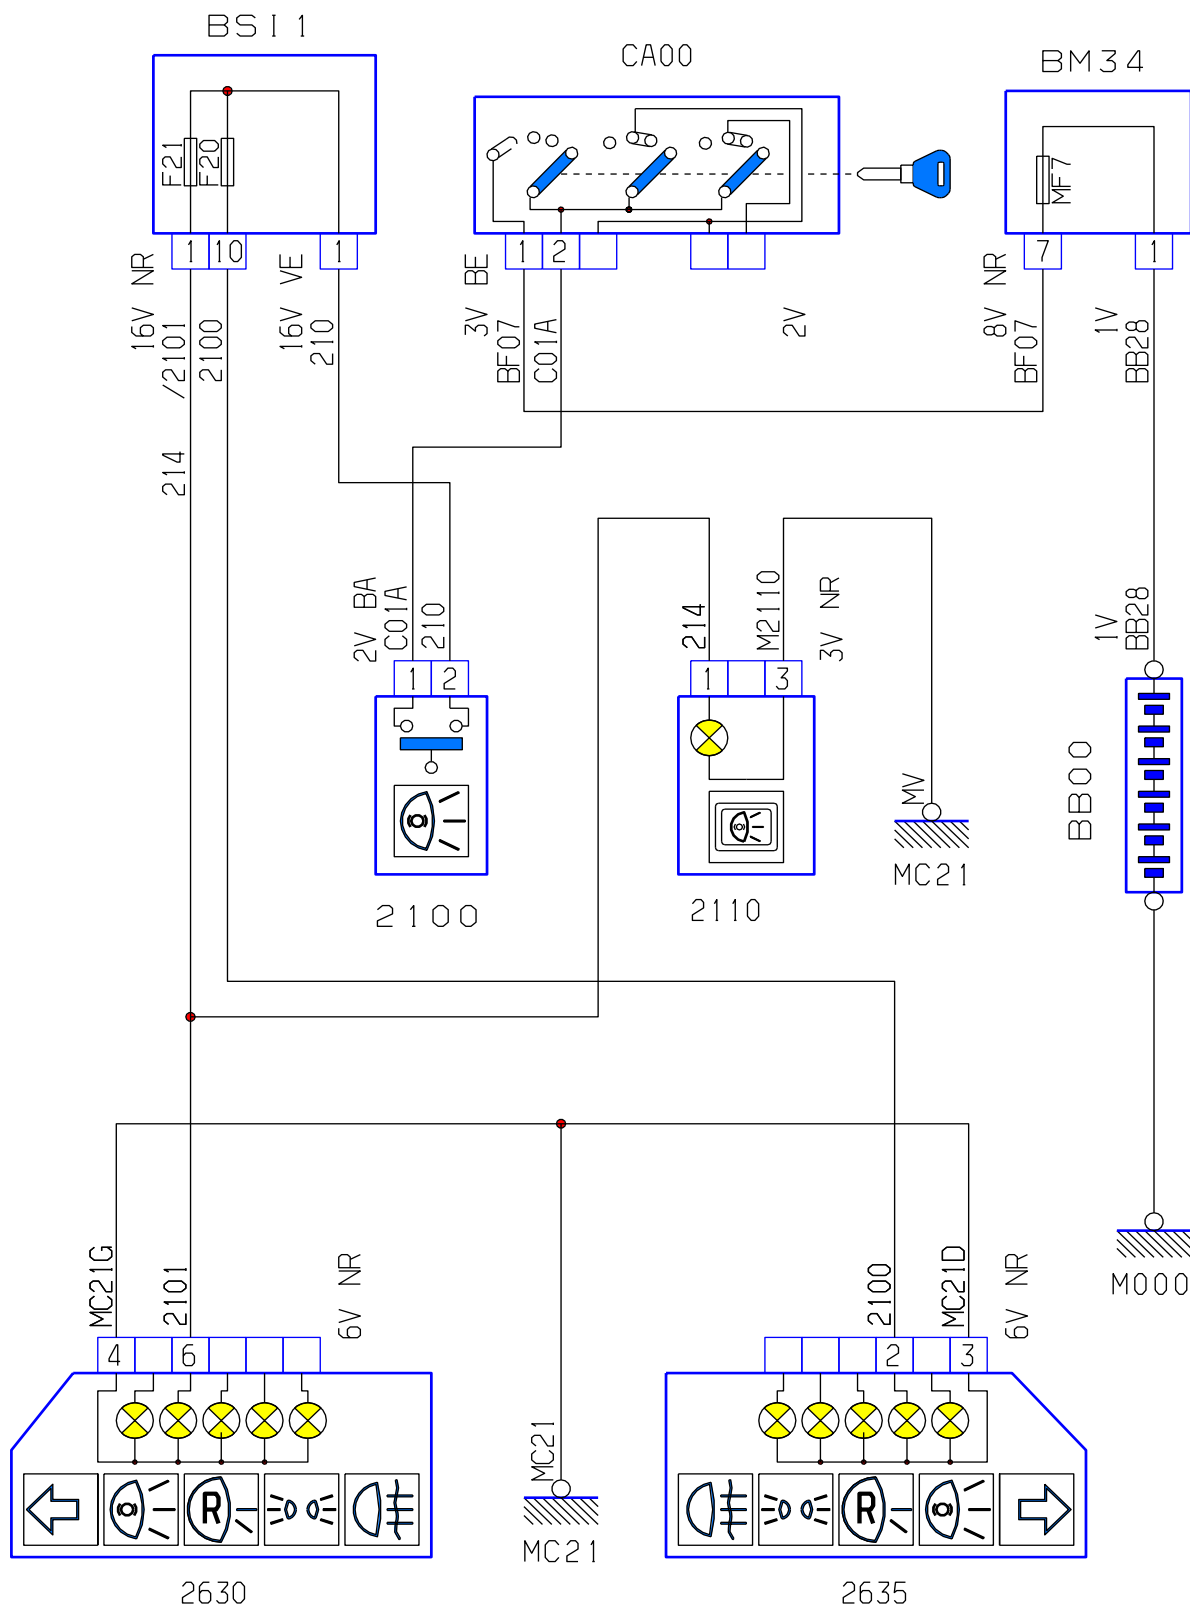 BSI1
CA00
BM34
F21
F20
MF7
1
10
1
1
2
7
1
16V NR
/2101
2100
16V VE
210
3V BE
BF07
C01A
2V
8V NR
BF07
1V
BB28
214
2V BA
C01A
210
214
M2110
3V NR
1V
BB28
1
2
1
3
BB00
MV
MC21
2100
2110
MC21G
2101
6V NR
2100
MC21D
6V NR
M000
4
6
2
3
MC21
R
R
MC21
2630
2635